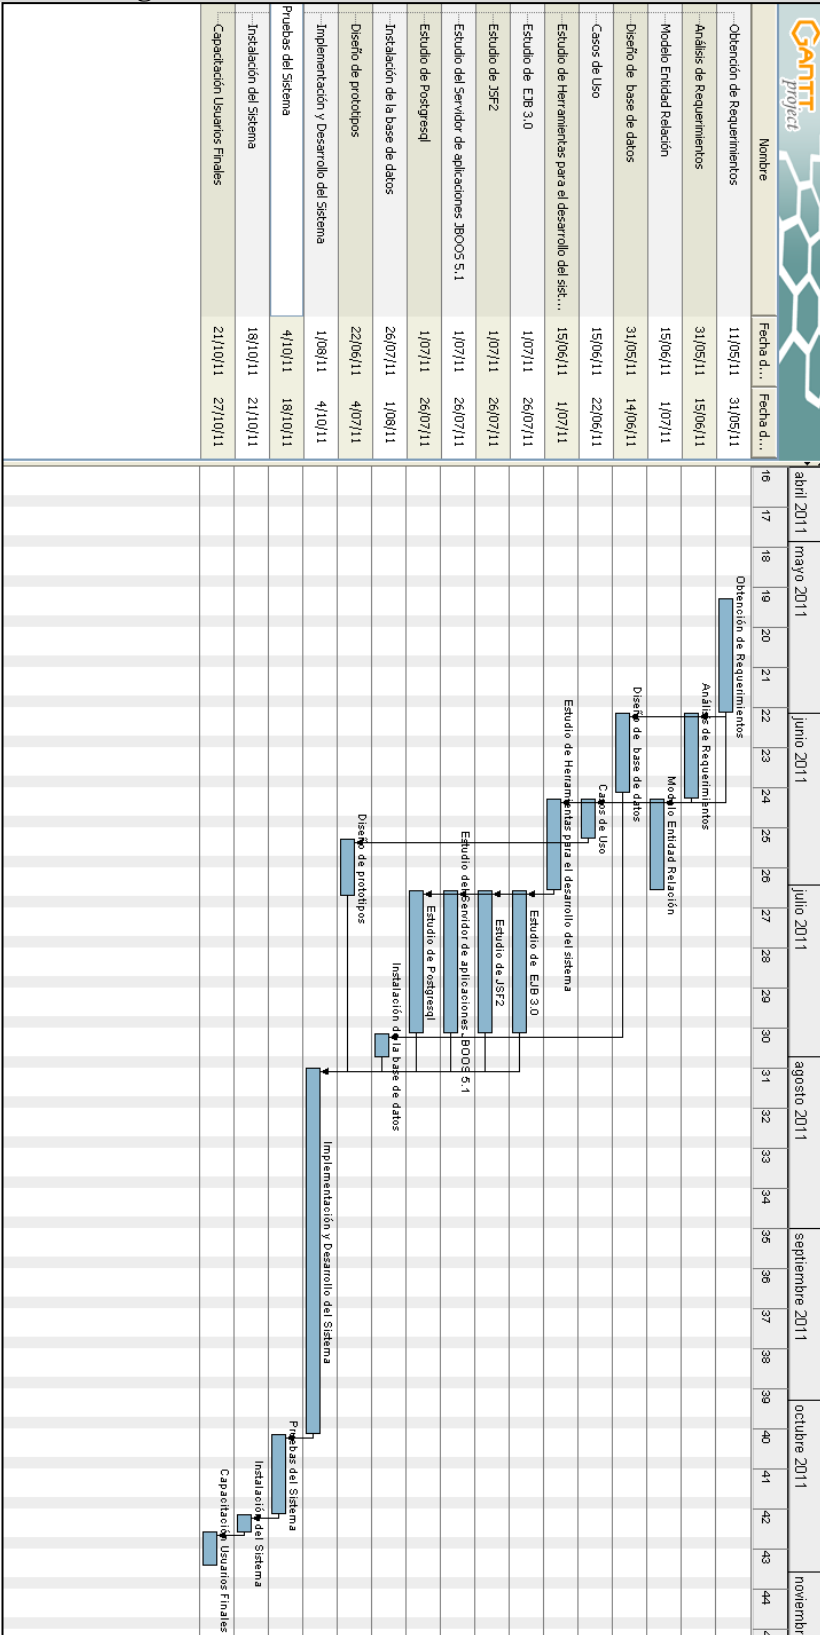 GANTT
project
Nombre Fecha d... Fecha d...
Obtención de Requerimientos 11/05/11 31/05/11
Análisis de Requerimientos 31/05/11 15/06/11
Modelo Entidad Relación 15/06/11 1/07/11
Diseño de base de datos 31/05/11 14/06/11
Casos de Uso 15/06/11 22/06/11
Estudio de Herramientas para el desarrollo del sist... 15/06/11 1/07/11
Estudio de EJB 3.0 1/07/11 26/07/11
Estudio de JSF2 1/07/11 26/07/11
Estudio del Servidor de aplicaciones JBOOS 5.1 1/07/11 26/07/11
Estudio de Postgresql 1/07/11 26/07/11
Instalación de la base de datos 26/07/11 1/08/11
Diseño de prototipos 22/06/11 4/07/11
Implementación y Desarrollo del Sistema 1/08/11 4/10/11
Pruebas del Sistema 4/10/11 18/10/11
Instalación del Sistema 18/10/11 21/10/11
Capacitación Usuarios Finales 21/10/11 27/10/11
abril 2011 mayo 2011 junio 2011 julio 2011 agosto 2011 septiembre 2011 octubre 2011 noviembr
16 17 18 19 20 21 22 23 24 25 26 27 28 29 30 31 32 33 34 35 36 37 38 39 40 41 42 43 44
Obtención de Requerimientos
Análisis de Requerimientos
Modelo Entidad Relación
Diseño de base de datos
Casos de Uso
Estudio de Herramientas para el desarrollo del sistema
Estudio de EJB 3.0
Estudio de JSF2
Estudio del Servidor de aplicaciones JBOOS 5.1
Estudio de Postgresql
Instalación de la base de datos
Diseño de prototipos
Implementación y Desarrollo del Sistema
Pruebas del Sistema
Instalación del Sistema
Capacitación Usuarios Finales